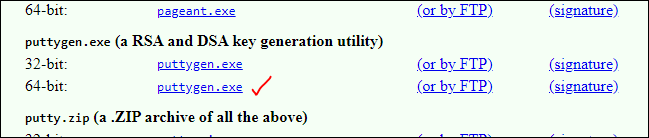 64-bit: pageant.exe (or by FTP) (signature)
puttygen.exe (a RSA and DSA key generation utility)
32-bit: puttygen.exe (or by FTP) (signature)
64-bit: puttygen.exe (or by FTP) (signature)
putty.zip (a .ZIP archive of all the above)